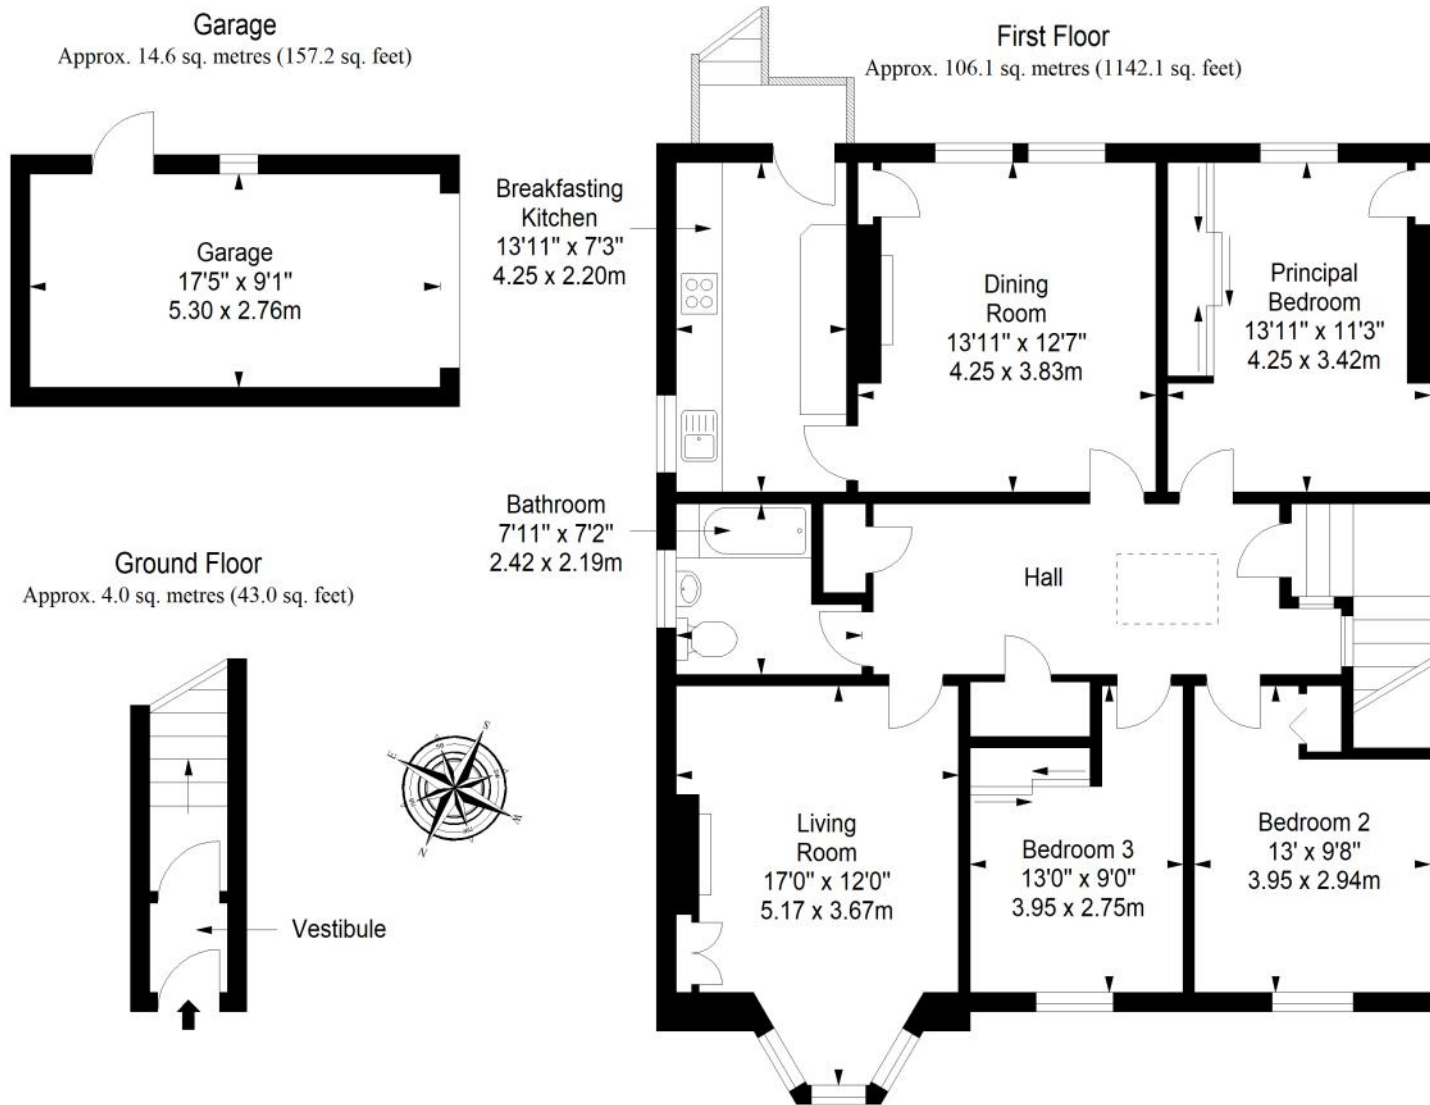 Garage
Approx. 14.6 sq. metres (157.2 sq. feet)
First Floor
Approx. 106.1 sq. metres (1142.1 sq. feet)
Garage
17'5" x 9'1"
5.30 x 2.76m
Breakfasting
Kitchen
13'11" x 7'3"
4.25 x 2.20m
Dining
Room
13'11" x 12'7"
4.25 x 3.83m
Principal
Bedroom
13'11" x 11'3"
4.25 x 3.42m
Bathroom
7'11" x 7'2"
2.42 x 2.19m
Hall
Ground Floor
Approx. 4.0 sq. metres (43.0 sq. feet)
S
E
W
N
Living
Room
17'0" x 12'0"
5.17 x 3.67m
Bedroom 3
13'0" x 9'0"
3.95 x 2.75m
Bedroom 2
13' x 9'8"
3.95 x 2.94m
Vestibule